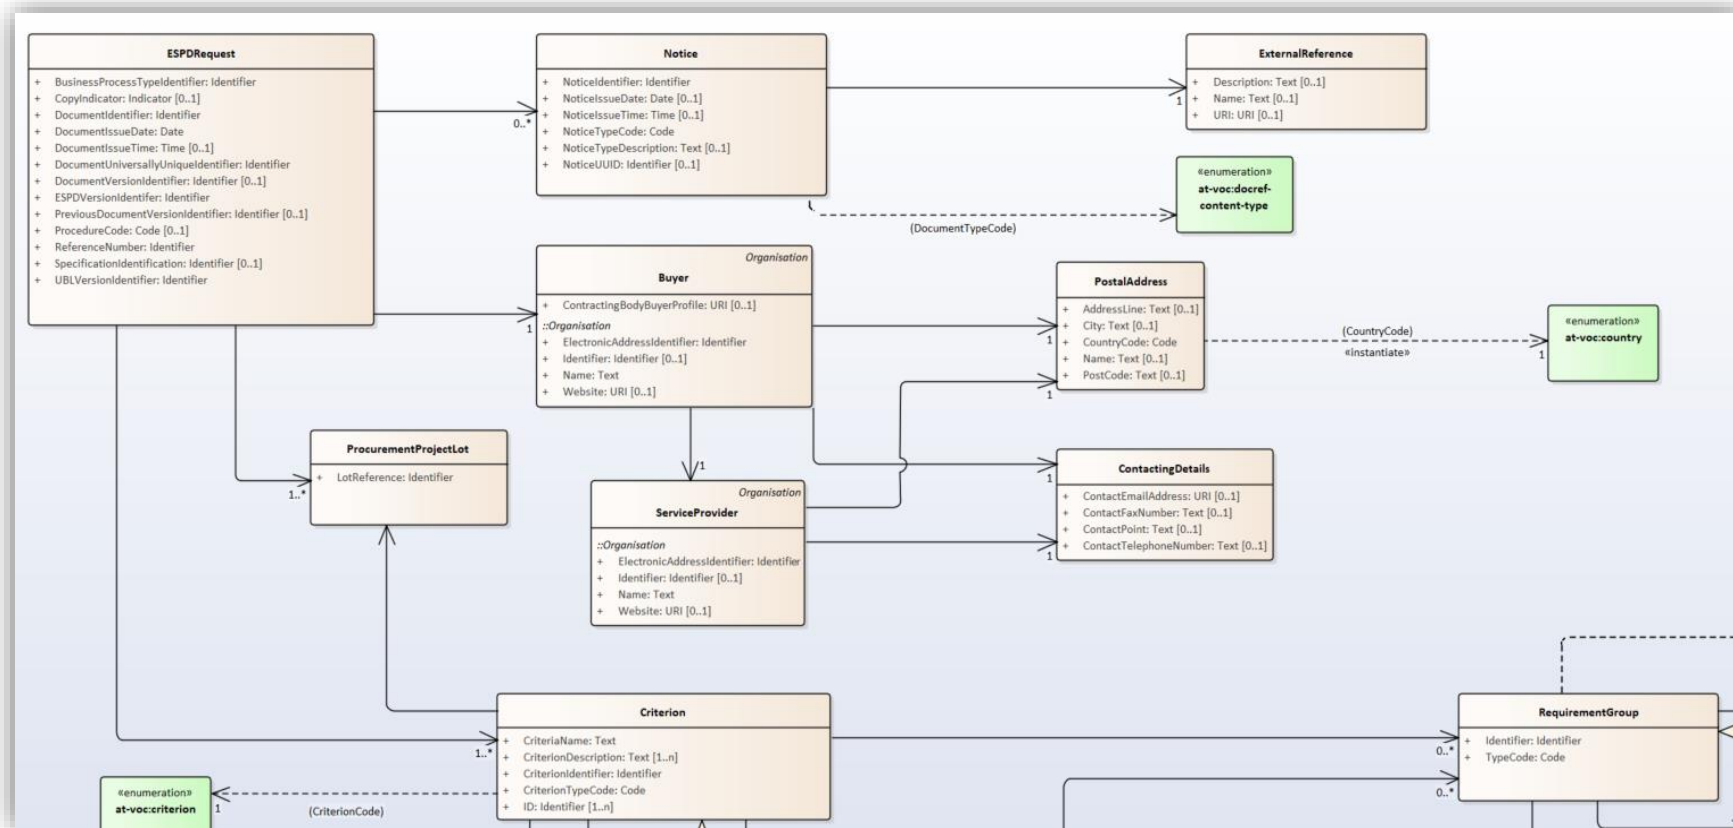 ESPDRequest
+ BusinessProcessTypeIdentifier: Identifier
+ CopyIndicator: Indicator [0..1]
+ DocumentIdentifier: Identifier
+ DocumentIssueDate: Date
+ DocumentIssueTime: Time [0..1]
+ DocumentUniversallyUniqueIdentifier: Identifier
+ DocumentVersionIdentifier: Identifier [0..1]
+ ESPDVersionIdentifer: Identifier
+ PreviousDocumentVersionIdentifier: Identifier [0..1]
+ ProcedureCode: Code [0..1]
+ ReferenceNumber: Identifier
+ SpecificationIdentification: Identifier [0..1]
+ UBLVersionIdentifier: Identifier
0..*
Notice
+ NoticeIdentifier: Identifier
+ NoticeIssueDate: Date [0..1]
+ NoticeIssueTime: Time [0..1]
+ NoticeTypeCode: Code
+ NoticeTypeDescription: Text [0..1]
+ NoticeUUID: Identifier [0..1]
1
ExternalReference
+ Description: Text [0..1]
+ Name: Text [0..1]
+ URI: URI [0..1]
(DocumentTypeCode)
«enumeration»
at-voc:docref-
content-type
1
Organisation
Buyer
+ ContractingBodyBuyerProfile: URI [0..1]
::Organisation
+ ElectronicAddressIdentifier: Identifier
+ Identifier: Identifier [0..1]
+ Name: Text
+ Website: URI [0..1]
1
1
PostalAddress
+ AddressLine: Text [0..1]
+ City: Text [0..1]
+ CountryCode: Code
+ Name: Text [0..1]
+ PostCode: Text [0..1]
(CountryCode)
«instantiate»
1
«enumeration»
at-voc:country
1..*
ProcurementProjectLot
+ LotReference: Identifier
1
Organisation
ServiceProvider
::Organisation
+ ElectronicAddressIdentifier: Identifier
+ Identifier: Identifier [0..1]
+ Name: Text
+ Website: URI [0..1]
1
1
ContactingDetails
+ ContactEmailAddress: URI [0..1]
+ ContactFaxNumber: Text [0..1]
+ ContactPoint: Text [0..1]
+ ContactTelephoneNumber: Text [0..1]
1..*
Criterion
+ CriteriaName: Text
+ CriterionDescription: Text [1..n]
+ CriterionIdentifier: Identifier
+ CriterionTypeCode: Code
+ ID: Identifier [1..n]
0..*
0..*
RequirementGroup
+ Identifier: Identifier
+ TypeCode: Code
«enumeration»
at-voc:criterion
1
(CriterionCode)